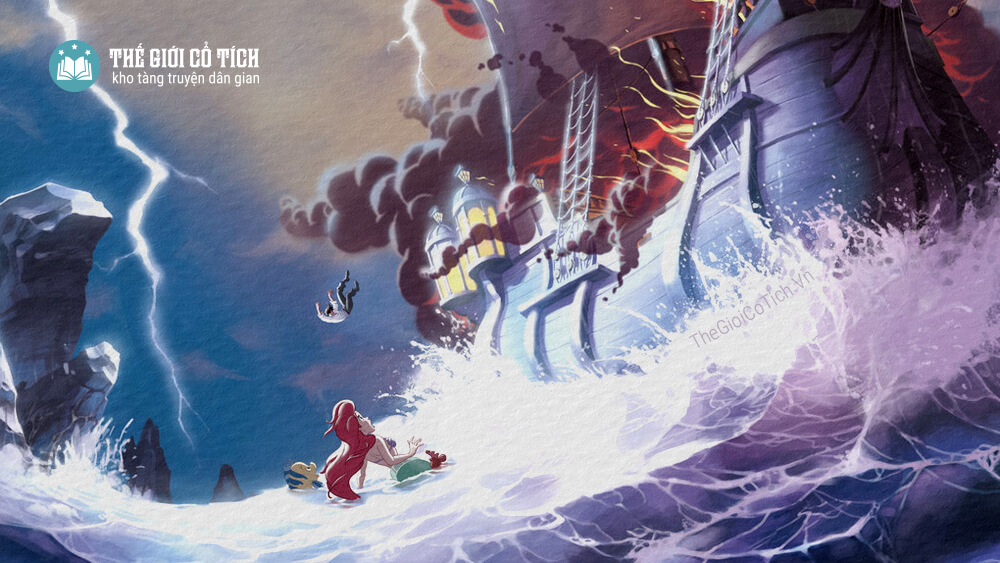 THẾ GIỚI CỔ TÍCH
kho tàng truyện dân gian
TheGioiCoTich.Vn